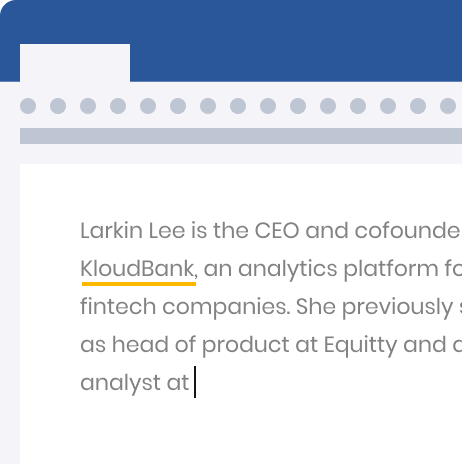 Larkin Lee is the CEO and cofounde
KloudBank, an analytics platform fo
fintech companies. She previously
as head of product at Equitty and
analyst at